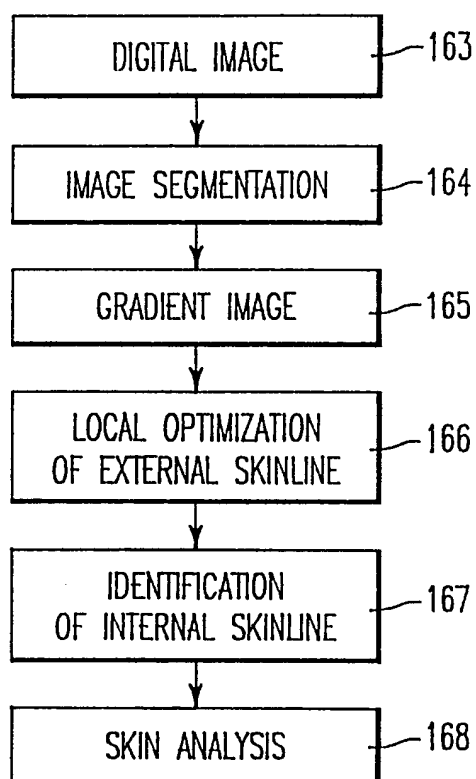 DIGITAL IMAGE
163
IMAGE SEGMENTATION
164
GRADIENT IMAGE
165
LOCAL OPTIMIZATION
OF EXTERNAL SKINLINE
166
IDENTIFICATION
OF INTERNAL SKINLINE
167
SKIN ANALYSIS
168